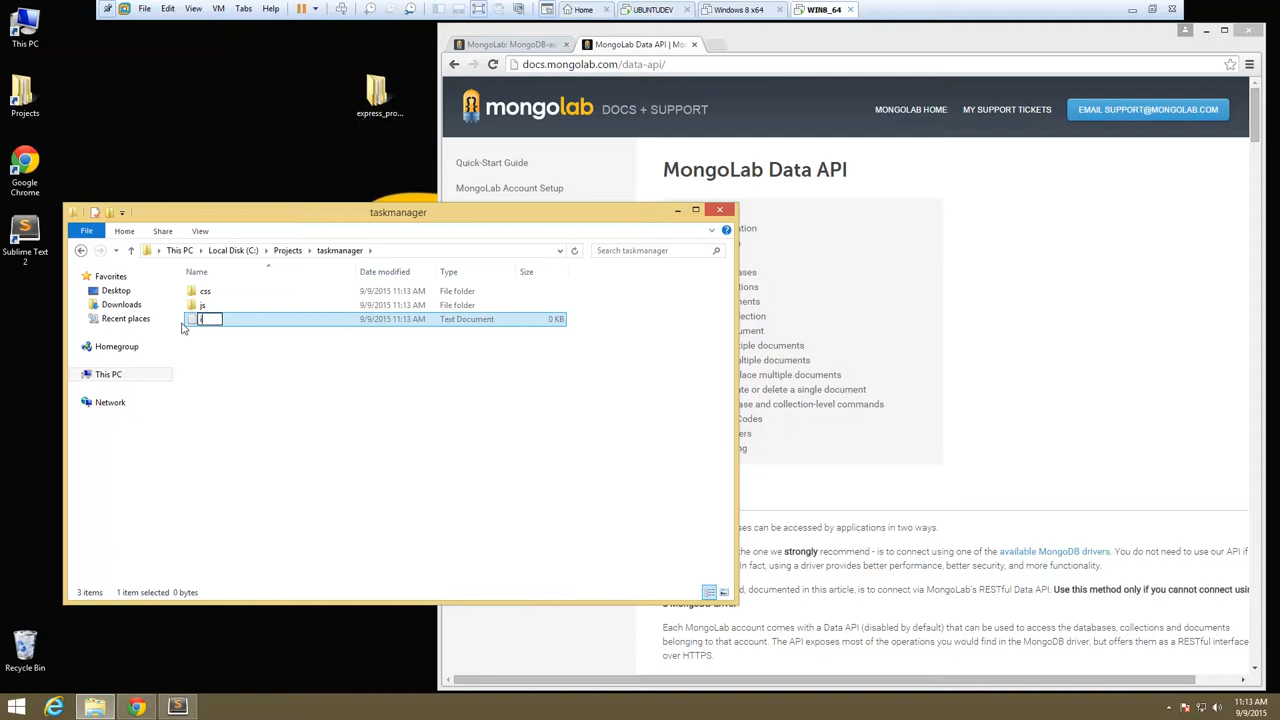 File Edit View VM Tabs Help
Home
UBUNTUDEV
Windows 8 x64
WIN8_64
This PC
Projects
express_pro...
Google
Chrome
Sublime Text
2
Recycle Bin
MongoLab: MongoDB-a
MongoLab Data API | Mo
docs.mongolab.com/data-api/
mongolab DOCS + SUPPORT
MONGOLAB HOME
MY SUPPORT TICKETS
EMAIL SUPPORT@MONGOLAB.COM
Quick-Start Guide
MongoLab Account Setup
MongoLab Data API
taskmanager
File Home Share View
This PC Local Disk (C:) Projects taskmanager
Search taskmanager
Name Date modified Type Size
Favorites
Desktop
Downloads
Recent places
Homegroup
This PC
Network
css 9/9/2015 11:13 AM File folder
js 9/9/2015 11:13 AM File folder
i 9/9/2015 11:13 AM Text Document 0 KB
3 items 1 item selected 0 bytes
ation
ases
tions
ments
lection
ument
tiple documents
ultiple documents
lace multiple documents
ate or delete a single document
ase and collection-level commands
Codes
ers
ng
ses can be accessed by applications in two ways.
the one we strongly recommend - is to connect using one of the available MongoDB drivers. You do not need to use our API if
In fact, using a driver provides better performance, better security, and more functionality.
d, documented in this article, is to connect via MongoLab's RESTful Data API. Use this method only if you cannot connect usi
Each MongoLab account comes with a Data API (disabled by default) that can be used to access the databases, collections and documents
belonging to that account. The API exposes most of the operations you would find in the MongoDB driver, but offers them as a RESTful interface
over HTTPS.
11:13 AM
9/9/2015